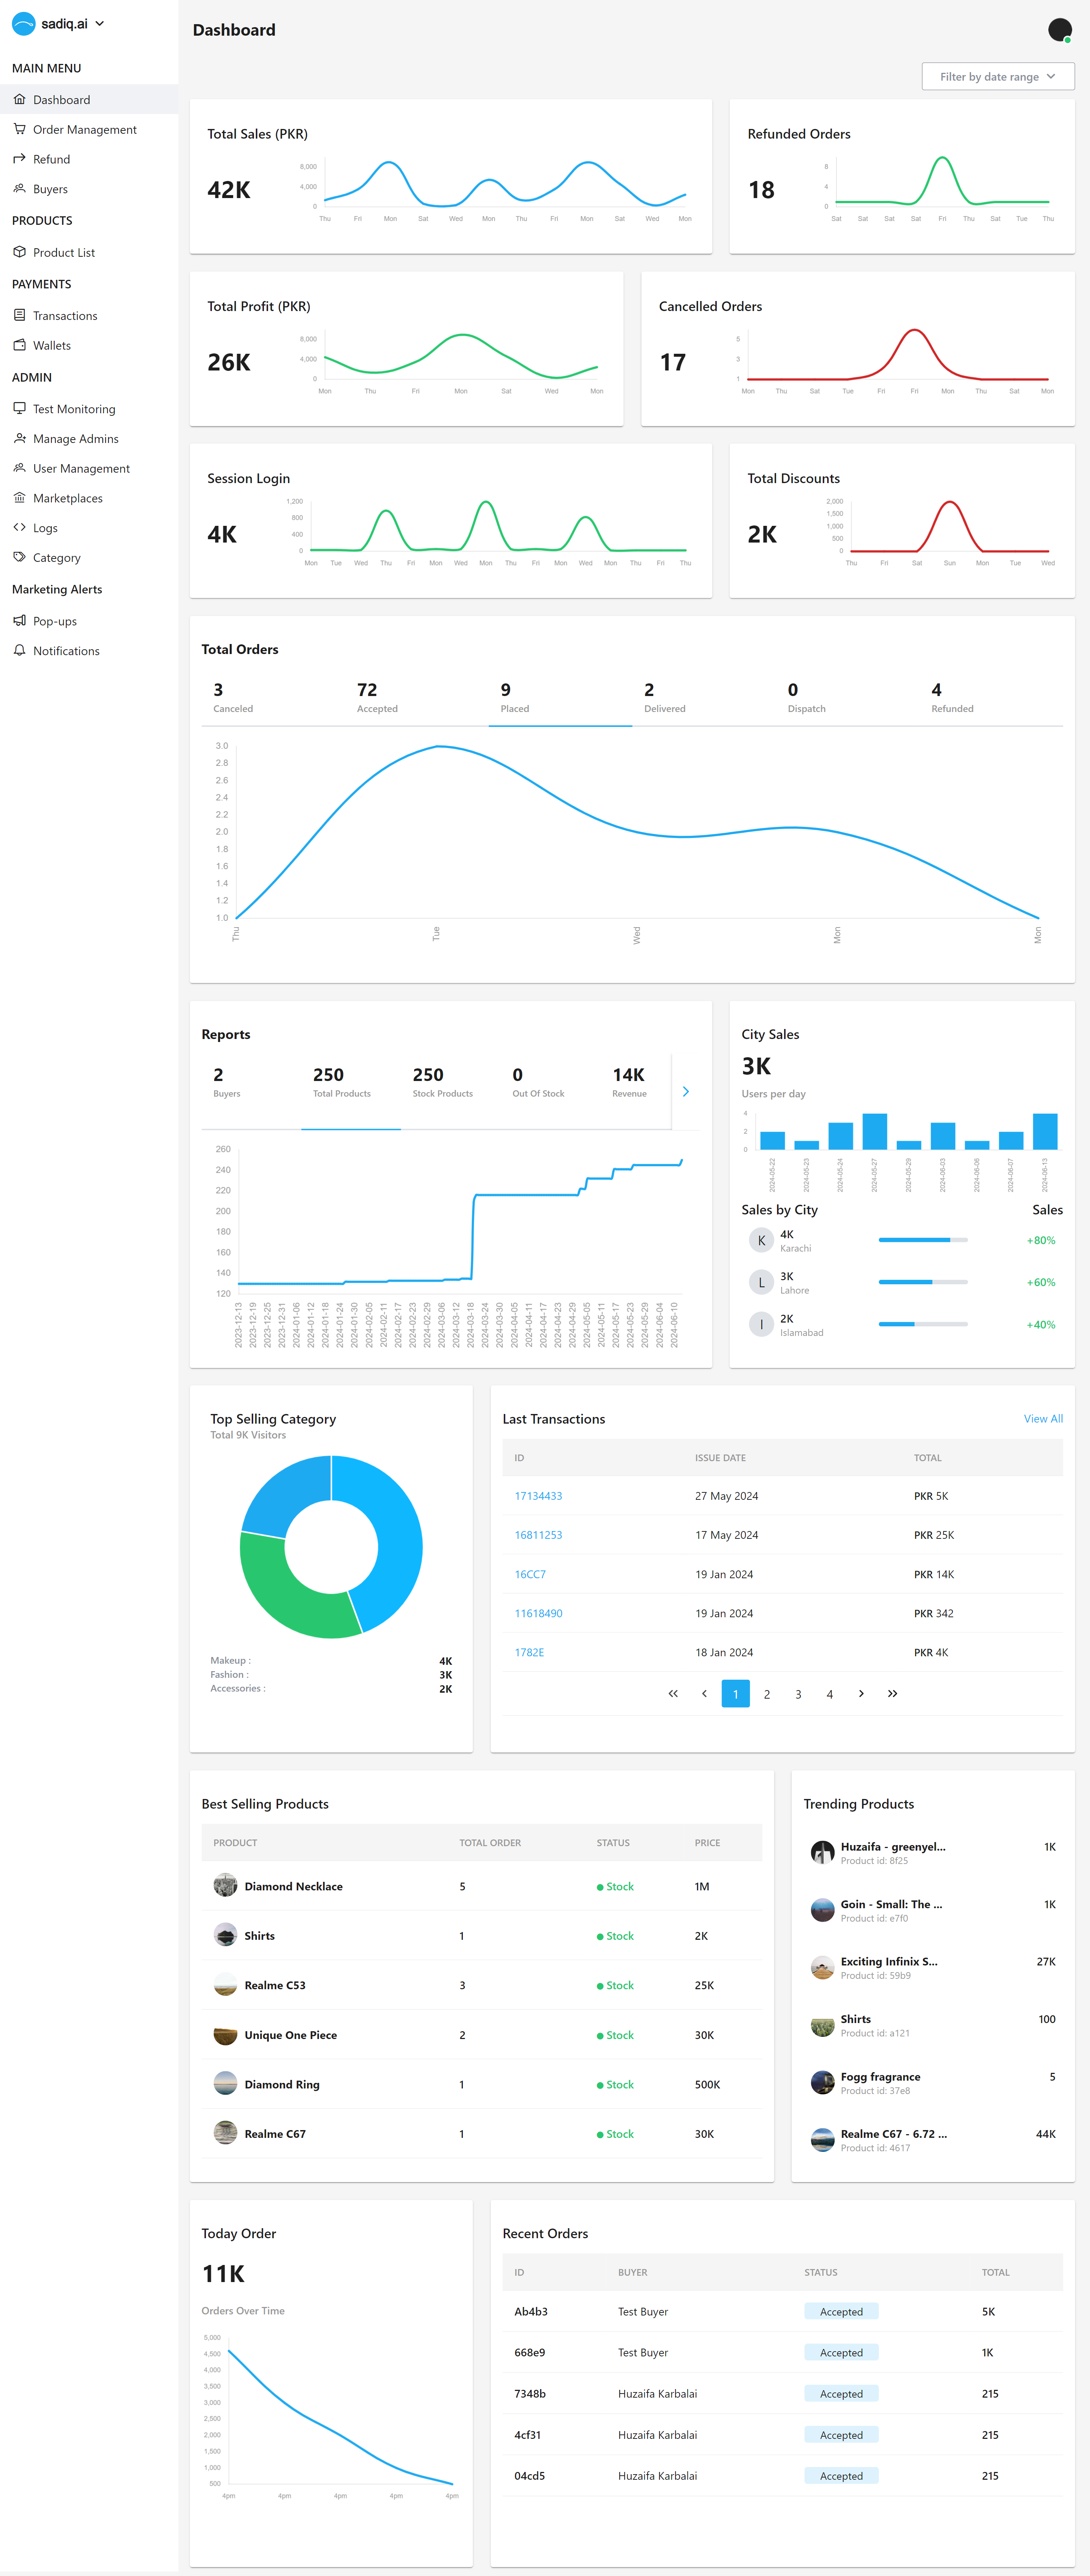 sadiq.ai
MAIN MENU
Dashboard
Order Management
Refund
Buyers
PRODUCTS
Product List
PAYMENTS
Transactions
Wallets
ADMIN
Test Monitoring
Manage Admins
User Management
Marketplaces
Logs
Category
Marketing Alerts
Pop-ups
Notifications
Dashboard
Filter by date range
Total Sales (PKR)
42K
8,000
4,000
0
Thu Fri Mon Sat Wed Mon Thu Fri Mon Sat Wed Mon
Refunded Orders
18
8
4
0
Sat Sat Sat Sat Fri Thu Sat Tue Thu
Total Profit (PKR)
26K
8,000
4,000
0
Mon Thu Fri Mon Sat Wed Mon
Cancelled Orders
17
5
3
1
Mon Thu Sat Tue Fri Fri Mon Thu Sat Mon
Session Login
4K
1,200
800
400
0
Mon Tue Wed Thu Fri Mon Wed Mon Thu Fri Mon Wed Mon Thu Fri Thu
Total Discounts
2K
2,000
1,500
1,000
500
0
Thu Fri Sat Sun Mon Tue Wed
Total Orders
3 72 9 2 0 4
Canceled Accepted Placed Delivered Dispatch Refunded
3.0
2.8
2.6
2.4
2.2
2.0
1.8
1.6
1.4
1.2
1.0
Thu Tue Wed Mon Mon
Reports
2 250 250 0 14K
Buyers Total Products Stock Products Out Of Stock Revenue
260
240
220
200
180
160
140
120
2023-12-13 2023-12-19 2023-12-25 2023-12-31 2024-01-06 2024-01-12 2024-01-18 2024-01-24 2024-01-30 2024-02-05 2024-02-11 2024-02-17 2024-02-23 2024-02-29 2024-03-06 2024-03-12 2024-03-18 2024-03-24 2024-03-30 2024-04-05 2024-04-11 2024-04-17 2024-04-23 2024-04-29 2024-05-05 2024-05-11 2024-05-17 2024-05-23 2024-05-29 2024-06-04 2024-06-10
City Sales
3K
Users per day
4
2
0
2024-05-22 2024-05-23 2024-05-24 2024-05-27 2024-05-29 2024-06-03 2024-06-06 2024-06-07 2024-06-13
Sales by City Sales
K 4K +80%
Karachi
L 3K +60%
Lahore
I 2K +40%
Islamabad
Top Selling Category
Total 9K Visitors
Makeup : 4K
Fashion : 3K
Accessories : 2K
Last Transactions View All
ID ISSUE DATE TOTAL
17134433 27 May 2024 PKR 5K
16811253 17 May 2024 PKR 25K
16CC7 19 Jan 2024 PKR 14K
11618490 19 Jan 2024 PKR 342
1782E 18 Jan 2024 PKR 4K
1 2 3 4
Best Selling Products
PRODUCT TOTAL ORDER STATUS PRICE
Diamond Necklace 5 Stock 1M
Shirts 1 Stock 2K
Realme C53 3 Stock 25K
Unique One Piece 2 Stock 30K
Diamond Ring 1 Stock 500K
Realme C67 1 Stock 30K
Trending Products
Huzaifa - greenyel... 1K
Product id: 8f25
Goin - Small: The ... 1K
Product id: e7f0
Exciting Infinix S... 27K
Product id: 59b9
Shirts 100
Product id: a121
Fogg fragrance 5
Product id: 37e8
Realme C67 - 6.72 ... 44K
Product id: 4617
Today Order
11K
Orders Over Time
5,000
4,500
4,000
3,500
3,000
2,500
2,000
1,500
1,000
500
4pm 4pm 4pm 4pm 4pm
Recent Orders
ID BUYER STATUS TOTAL
Ab4b3 Test Buyer Accepted 5K
668e9 Test Buyer Accepted 1K
7348b Huzaifa Karbalai Accepted 215
4cf31 Huzaifa Karbalai Accepted 215
04cd5 Huzaifa Karbalai Accepted 215